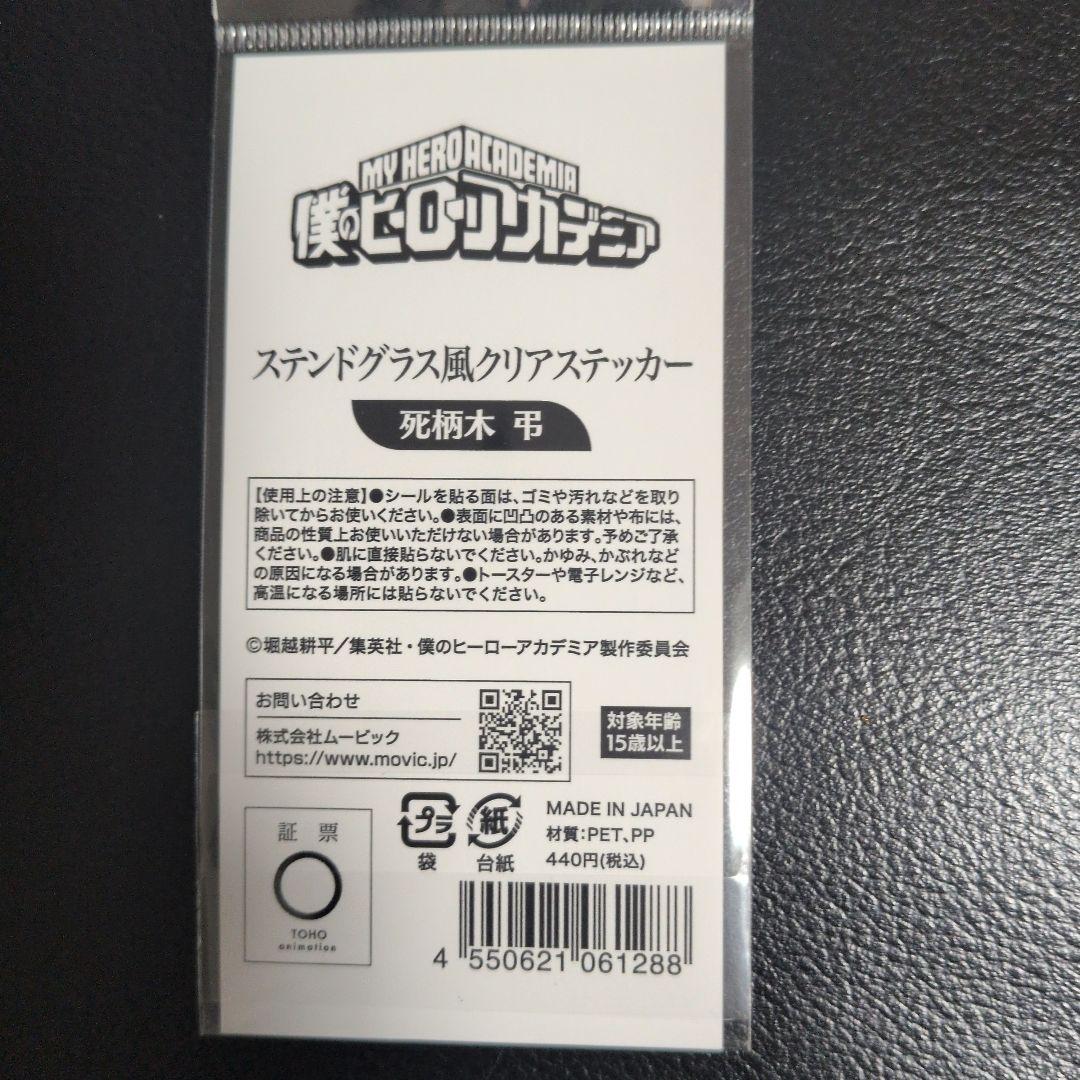 MY HERO ACADEMIA
僕のヒーローアカデミア
ステンドグラス風クリアステッカー
死柄木 弔
【使用上の注意】●シールを貼る面は、ゴミや汚れなどを取り
除いてからお使いください。●表面に凹凸のある素材や布には、
商品の性質上お使いいただけない場合があります。予めご了承
ください。●肌に直接貼らないでください。かゆみ、かぶれなど
の原因になる場合があります。●トースターや電子レンジなど、
高温になる場所には貼らないでください。
©堀越耕平／集英社・僕のヒーローアカデミア製作委員会
お問い合わせ
株式会社ムービック
https://www.movic.jp/
対象年齢
15歳以上
証 票
TOHO
animation
プラ
袋
紙
台紙
MADE IN JAPAN
材質:PET、PP
440円(税込)
4 550621 061288